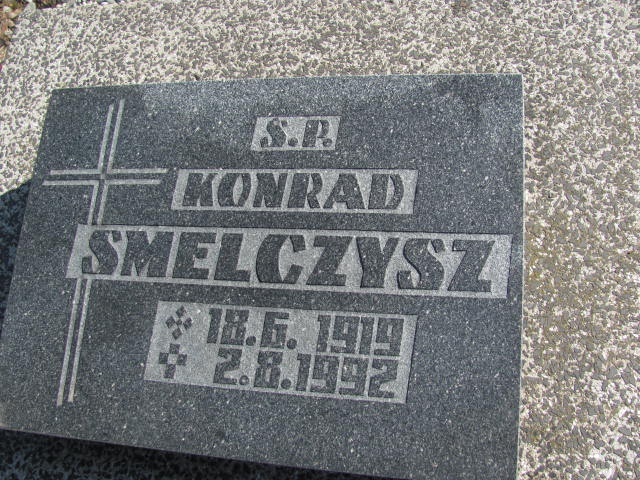 Ś.P.
KONRAD
SMELCZYSZ
18.6.1919
2.8.1992